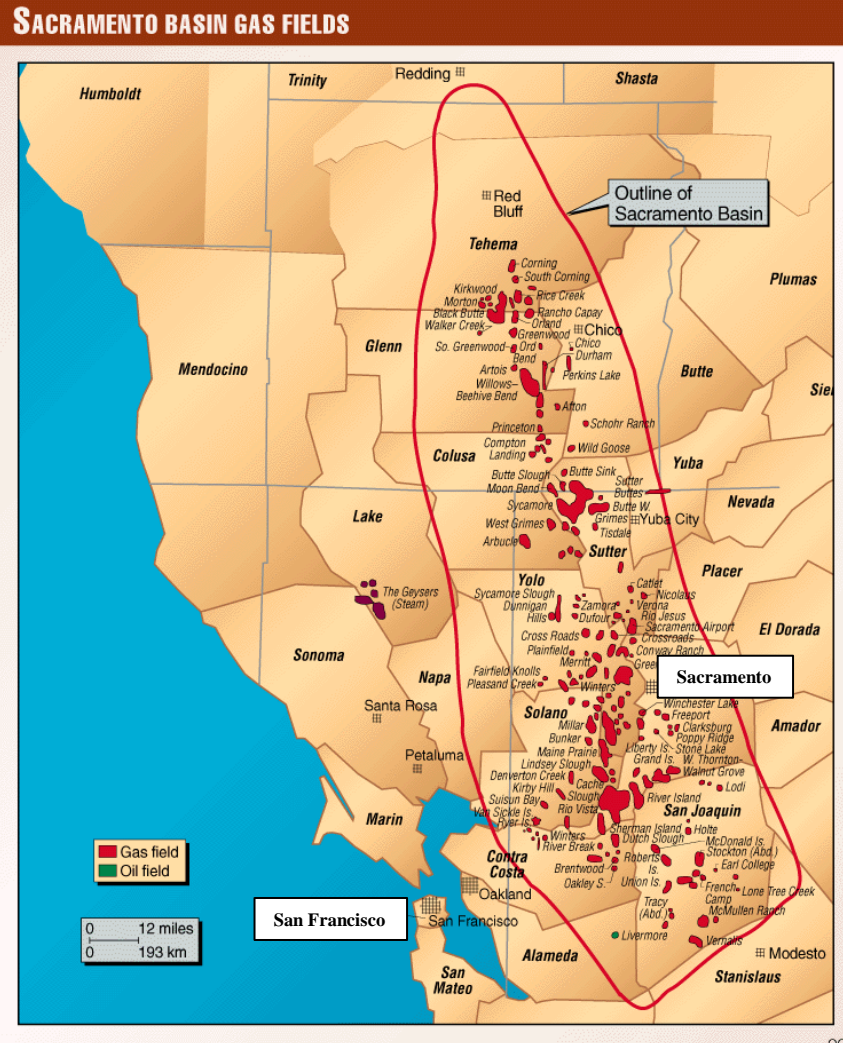 SACRAMENTO BASIN GAS FIELDS
Humboldt
Trinity
Redding
Shasta
Red
Bluff
Outline of
Sacramento Basin
Tehema
Corning
South Corning
Plumas
Kirkwood
Morton
Rice Creek
Black Butte
Rancho Capay
Walker Creek
Orland
Greenwood
Chico
Glenn
So. Greenwood
Ord
Bend
Chico
Durham
Mendocino
Artois
Perkins Lake
Butte
Willows
Beehive Bend
Sie
Afton
Princeton
Schohr Ranch
Compton
Landing
Wild Goose
Colusa
Yuba
Butte Slough
Butte Sink
Moon Bend
Sutter
Buttes
Nevada
Sycamore
Butte W.
Lake
West Grimes
Grimes
Yuba City
Tisdale
Arbucle
Sutter
Placer
Yolo
Catlet
The Geysers
(Steam)
Sycamore Slough
Nicolaus
Dunnigan
Hills
Zamora
Verona
Dufour
Rio Jesus
Sacramento Airport
El Dorada
Cross Roads
Crossroads
Plainfield
Conway Ranch
Sonoma
Merritt
Gree
Napa
Fairfield Knolls
Pleasand Creek
Winters
Sacramento
Santa Rosa
Solano
Winchester Lake
Freeport
Millar
Clarksburg
Amador
Bunker
Poppy Ridge
Maine Prairie
Liberty Is.
Stone Lake
Petaluma
Lindsey Slough
Grand Is.
W. Thornton-
Walnut Grove
Denverton Creek
Cache
Slough
Lodi
Kirby Hill
Suisun Bay
River Island
Van Sickle Is.
Rio Vista
San Joaquin
Marin
Ryer Is.
Sherman Island
Holte
Winters
Dutch Slough
McDonald Is.
River Break
Stockton (Abd.)
Contra
Costa
Roberts
Is.
Earl College
Brentwood
Oakley S.
Union Is.
French
Camp
Lone Tree Creek
Gas field
Oil field
Oakland
Tracy
(Abd.)
McMullen Ranch
San Francisco
San Francisco
0 12 miles
0 193 km
Livermore
Vernalls
Alameda
Modesto
San
Mateo
Stanislaus